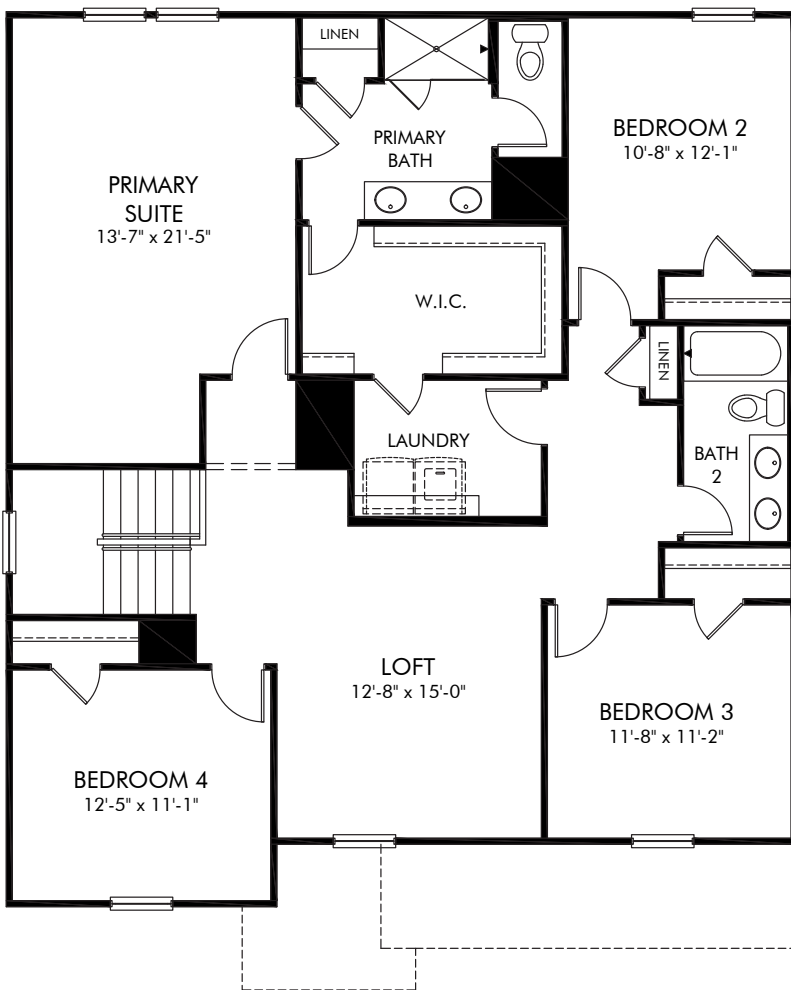 LINEN
PRIMARY
BATH
BEDROOM 2
10'-8" x 12'-1"
PRIMARY
SUITE
13'-7" x 21'-5"
W.I.C.
LINEN
LAUNDRY
BATH
2
LOFT
12'-8" x 15'-0"
BEDROOM 3
11'-8" x 11'-2"
BEDROOM 4
12'-5" x 11'-1"